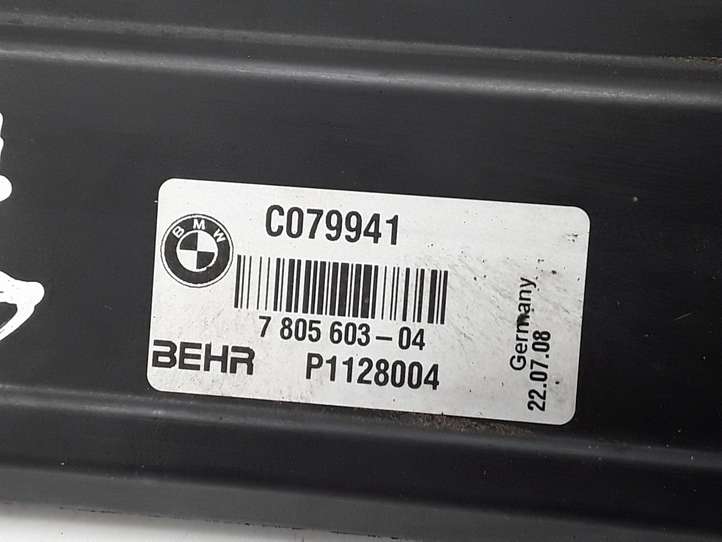 C079941
BMW
7 805 603-04
BEHR P1128004
Germany
22.07.08